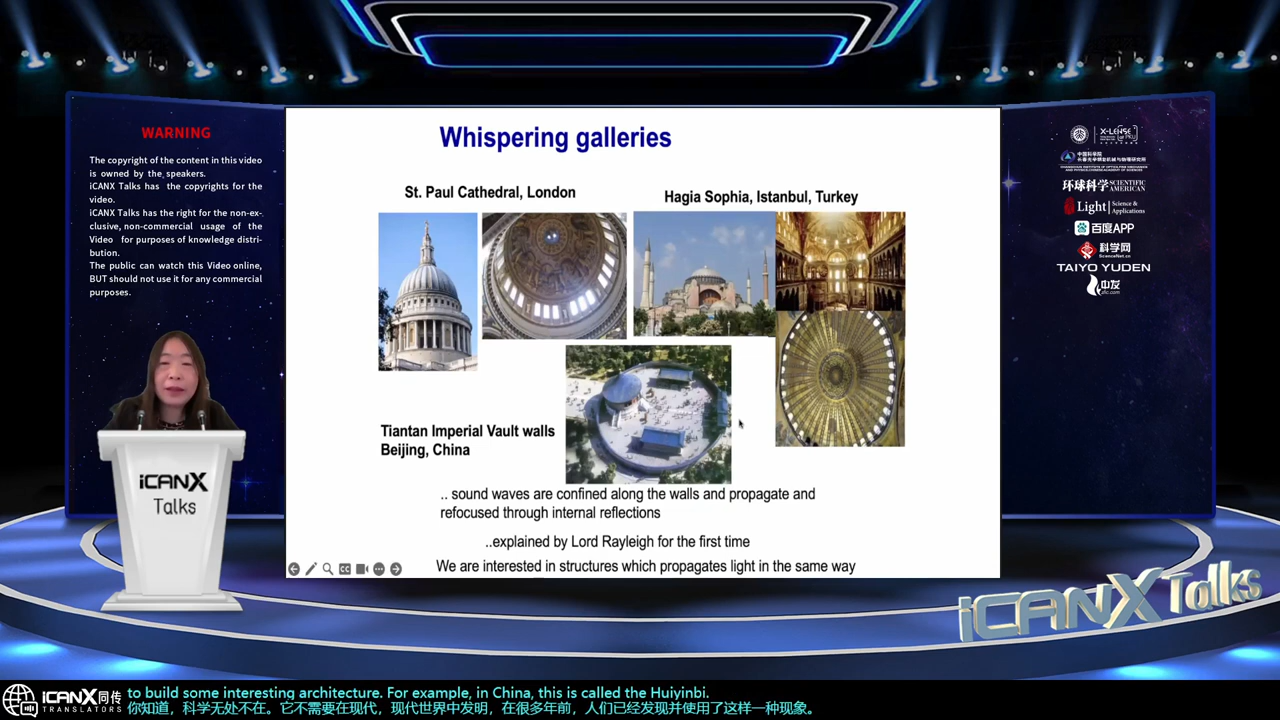 WARNING
The copyright of the content in this video
is owned by the speakers.
iCANX Talks has the copyrights for the
video.
iCANX Talks has the right for the non-ex-
clusive, non-commercial usage of the
Video for purposes of knowledge distri-
bution.
The public can watch this Video online,
BUT should not use it for any commercial
purposes.
iCANX
Talks
Whispering galleries
St. Paul Cathedral, London
Hagia Sophia, Istanbul, Turkey
Tiantan Imperial Vault walls
Beijing, China
.. sound waves are confined along the walls and propagate and
refocused through internal reflections
..explained by Lord Rayleigh for the first time
We are interested in structures which propagates light in the same way
X-LENSE
环球科学 SCIENTIFIC AMERICAN
Light Science & Applications
百度APP
科学网
ScienceNet.cn
TAIYO YUDEN
iCANX Talks
iCANX同传
TRANSLATORS
to build some interesting architecture. For example, in China, this is called the Huiyinbi.
你知道，科学无处不在。它不需要在现代，现代世界中发明，在很多年前，人们已经发现并使用了这样一种现象。